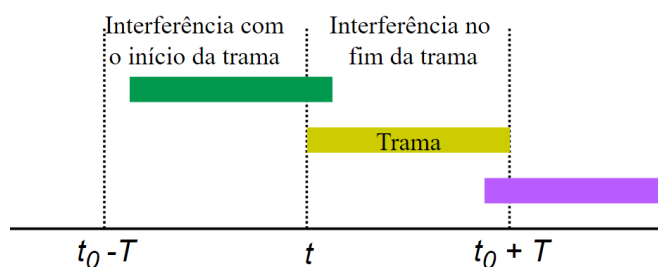 Interferência com
o início da trama
Interferência no
fim da trama
Trama
t0 -T
t
t0 + T